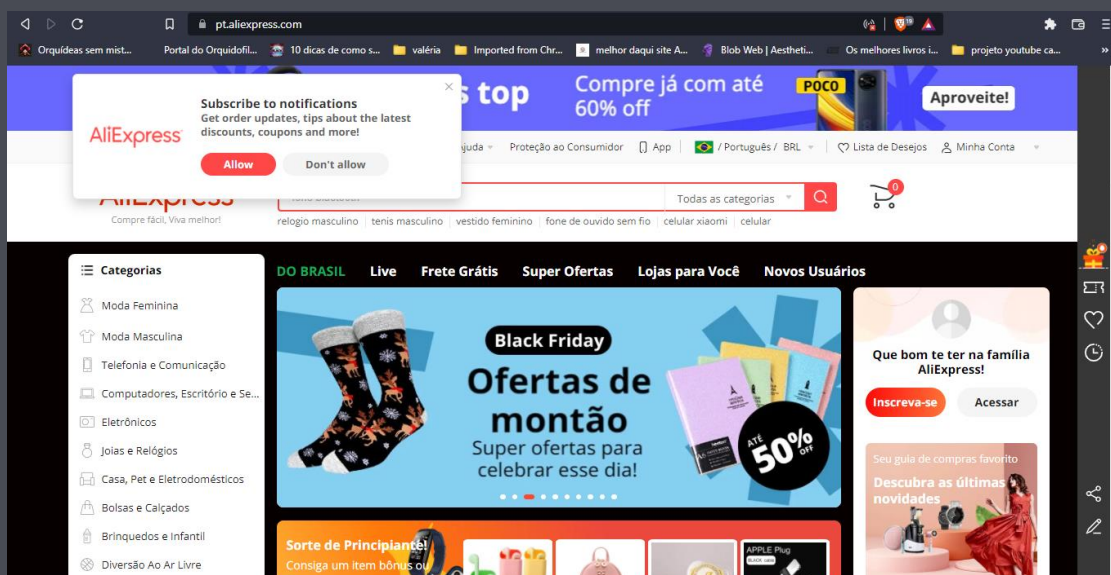 pt.aliexpress.com
19
Orquídeas sem mist...
Portal do Orquidofil...
10 dicas de como s...
valéria
Imported from Chr...
melhor daqui site A...
Blob Web | Aestheti...
Os melhores livros i...
projeto youtube ca...
»
s top
Compre já com até
60% off
POCO
Aproveite!
Subscribe to notifications
Get order updates, tips about the latest
discounts, coupons and more!
AliExpress
Allow
Don't allow
juda
Proteção ao Consumidor
App
/ Português / BRL
Lista de Desejos
Minha Conta
AliExpress
Compre fácil, Viva melhor!
Todas as categorias
0
relogio masculino
tenis masculino
vestido feminino
fone de ouvido sem fio
celular xiaomi
celular
Categorias
Moda Feminina
Moda Masculina
Telefonia e Comunicação
Computadores, Escritório e Se...
Eletrônicos
Joias e Relógios
Casa, Pet e Eletrodomésticos
Bolsas e Calçados
Brinquedos e Infantil
Diversão Ao Ar Livre
DO BRASIL
Live
Frete Grátis
Super Ofertas
Lojas para Você
Novos Usuários
Black Friday
Ofertas de
montão
Super ofertas para
celebrar esse dia!
ATÉ
50% OFF
Que bom te ter na família
AliExpress!
Inscreva-se
Acessar
Seu guia de compras favorito
Descubra as últimas
novidades
Sorte de Principiante!
Consiga um item bônus ou
APPLE Plug